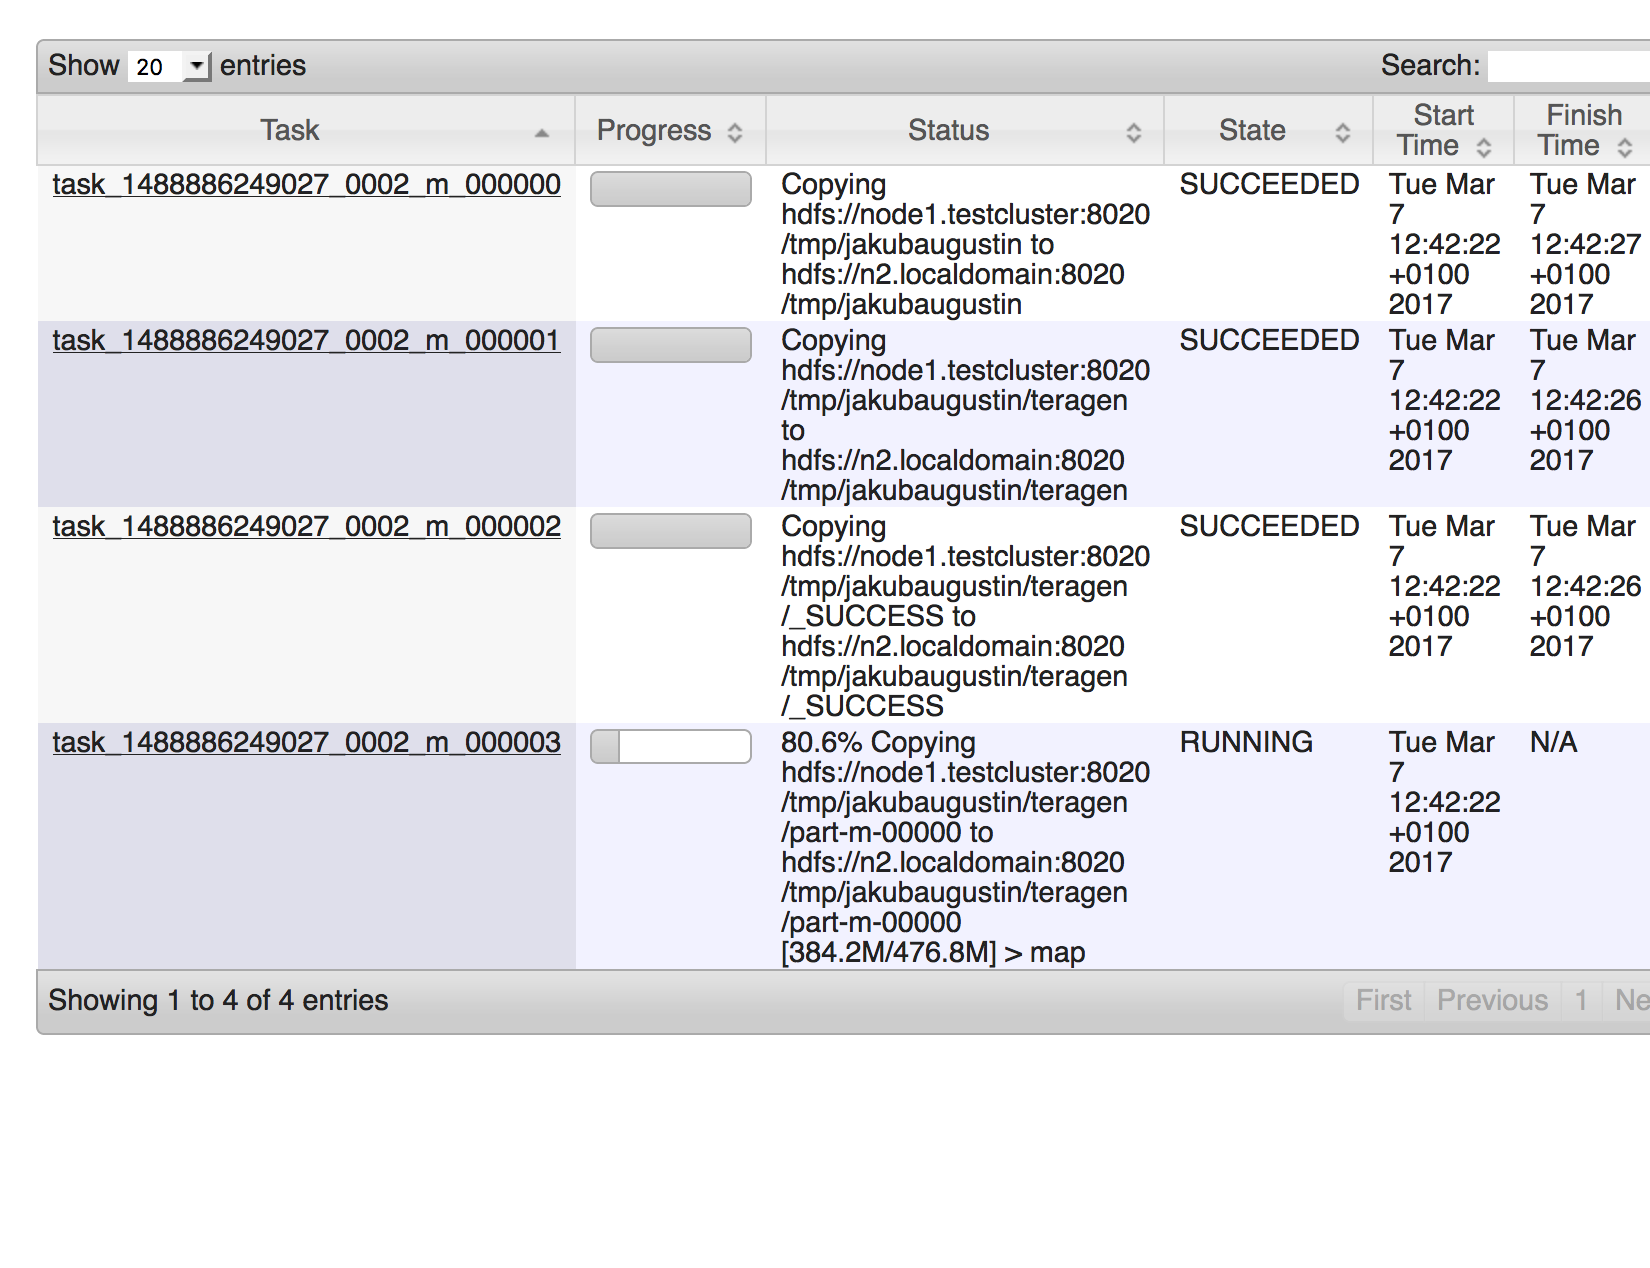 Show 20 entries Search:
Task Progress Status State Start Time Finish Time
task_1488886249027_0002_m_000000 Copying SUCCEEDED Tue Mar Tue Mar
hdfs://node1.testcluster:8020 7 7
/tmp/jakubaugustin to 12:42:22 12:42:27
hdfs://n2.localdomain:8020 +0100 +0100
/tmp/jakubaugustin 2017 2017
task_1488886249027_0002_m_000001 Copying SUCCEEDED Tue Mar Tue Mar
hdfs://node1.testcluster:8020 7 7
/tmp/jakubaugustin/teragen 12:42:22 12:42:26
to +0100 +0100
hdfs://n2.localdomain:8020 2017 2017
/tmp/jakubaugustin/teragen
task_1488886249027_0002_m_000002 Copying SUCCEEDED Tue Mar Tue Mar
hdfs://node1.testcluster:8020 7 7
/tmp/jakubaugustin/teragen 12:42:22 12:42:26
/_SUCCESS to +0100 +0100
hdfs://n2.localdomain:8020 2017 2017
/tmp/jakubaugustin/teragen
/_SUCCESS
task_1488886249027_0002_m_000003 80.6% Copying RUNNING Tue Mar N/A
hdfs://node1.testcluster:8020 7
/tmp/jakubaugustin/teragen 12:42:22
/part-m-00000 to +0100
hdfs://n2.localdomain:8020 2017
/tmp/jakubaugustin/teragen
/part-m-00000
[384.2M/476.8M] > map
Showing 1 to 4 of 4 entries First Previous 1 Ne